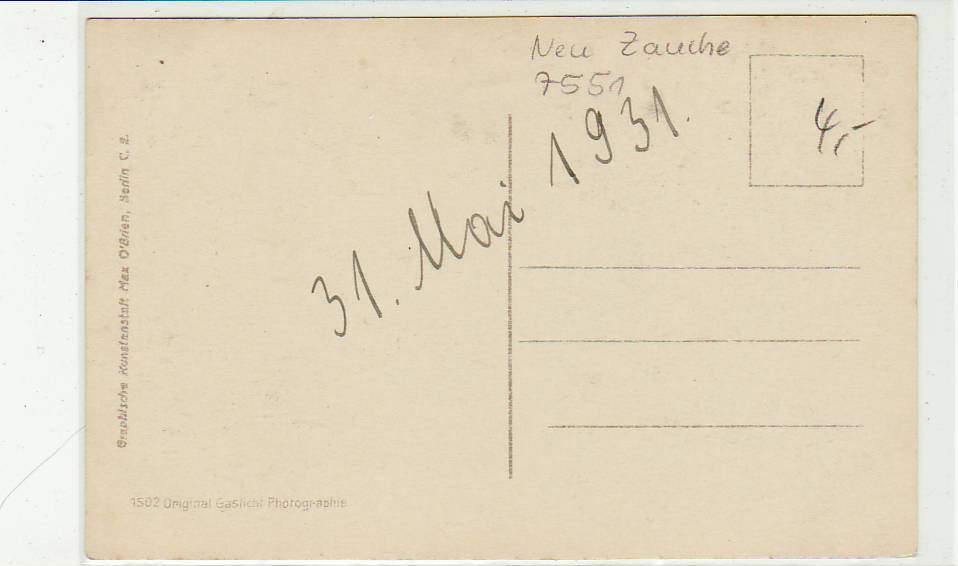 Neu Zauche
7551
4,-
31. Mai 1931.
Graphische Kunstanstalt Max O'Brien, Berlin C. 2.
1502 Original Gaslicht Photographie